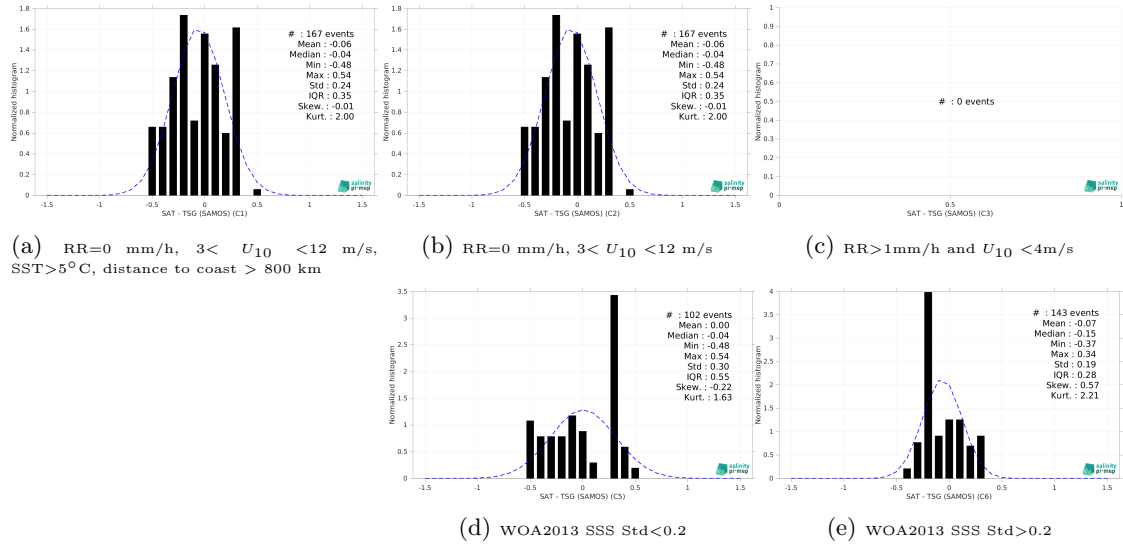 1.8
1.6
1.4
1.2
1
0.8
0.6
0.4
0.2
0
Normalized histogram
# : 167 events
Mean : -0.06
Median : -0.04
Min : -0.48
Max : 0.54
Std : 0.24
IQR : 0.35
Skew. : -0.01
Kurt. : 2.00
salinity
pi-mep
-1.5 -1 -0.5 0 0.5 1 1.5
SAT - TSG (SAMOS) (C1)
(a) RR=0 mm/h, 3< U10 <12 m/s,
SST>5°C, distance to coast > 800 km
1.8
1.6
1.4
1.2
1
0.8
0.6
0.4
0.2
0
Normalized histogram
# : 167 events
Mean : -0.06
Median : -0.04
Min : -0.48
Max : 0.54
Std : 0.24
IQR : 0.35
Skew. : -0.01
Kurt. : 2.00
salinity
pi-mep
-1.5 -1 -0.5 0 0.5 1 1.5
SAT - TSG (SAMOS) (C2)
(b) RR=0 mm/h, 3< U10 <12 m/s
1
0.9
0.8
0.7
0.6
0.5
0.4
0.3
0.2
0.1
0
Normalized histogram
# : 0 events
salinity
pi-mep
0 0.5 1
SAT - TSG (SAMOS) (C3)
(c) RR>1mm/h and U10 <4m/s
3.5
3
2.5
2
1.5
1
0.5
0
Normalized histogram
# : 102 events
Mean : 0.00
Median : -0.04
Min : -0.48
Max : 0.54
Std : 0.30
IQR : 0.55
Skew. : -0.22
Kurt. : 1.63
salinity
pi-mep
-1.5 -1 -0.5 0 0.5 1 1.5
SAT - TSG (SAMOS) (C5)
(d) WOA2013 SSS Std<0.2
4
3.5
3
2.5
2
1.5
1
0.5
0
Normalized histogram
# : 143 events
Mean : -0.07
Median : -0.15
Min : -0.37
Max : 0.34
Std : 0.19
IQR : 0.28
Skew. : 0.57
Kurt. : 2.21
salinity
pi-mep
-1.5 -1 -0.5 0 0.5 1 1.5
SAT - TSG (SAMOS) (C6)
(e) WOA2013 SSS Std>0.2